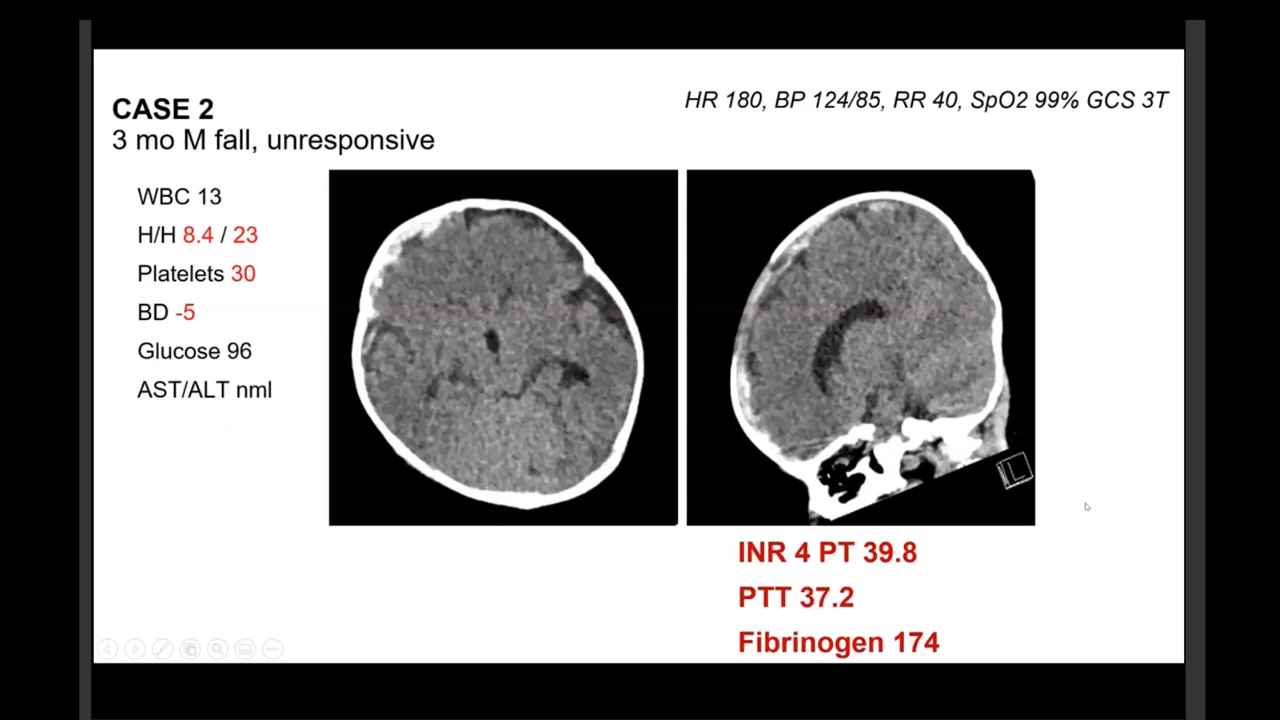 CASE 2
3 mo M fall, unresponsive
HR 180, BP 124/85, RR 40, SpO2 99% GCS 3T
WBC 13
H/H 8.4 / 23
Platelets 30
BD -5
Glucose 96
AST/ALT nml
L
INR 4 PT 39.8
PTT 37.2
Fibrinogen 174